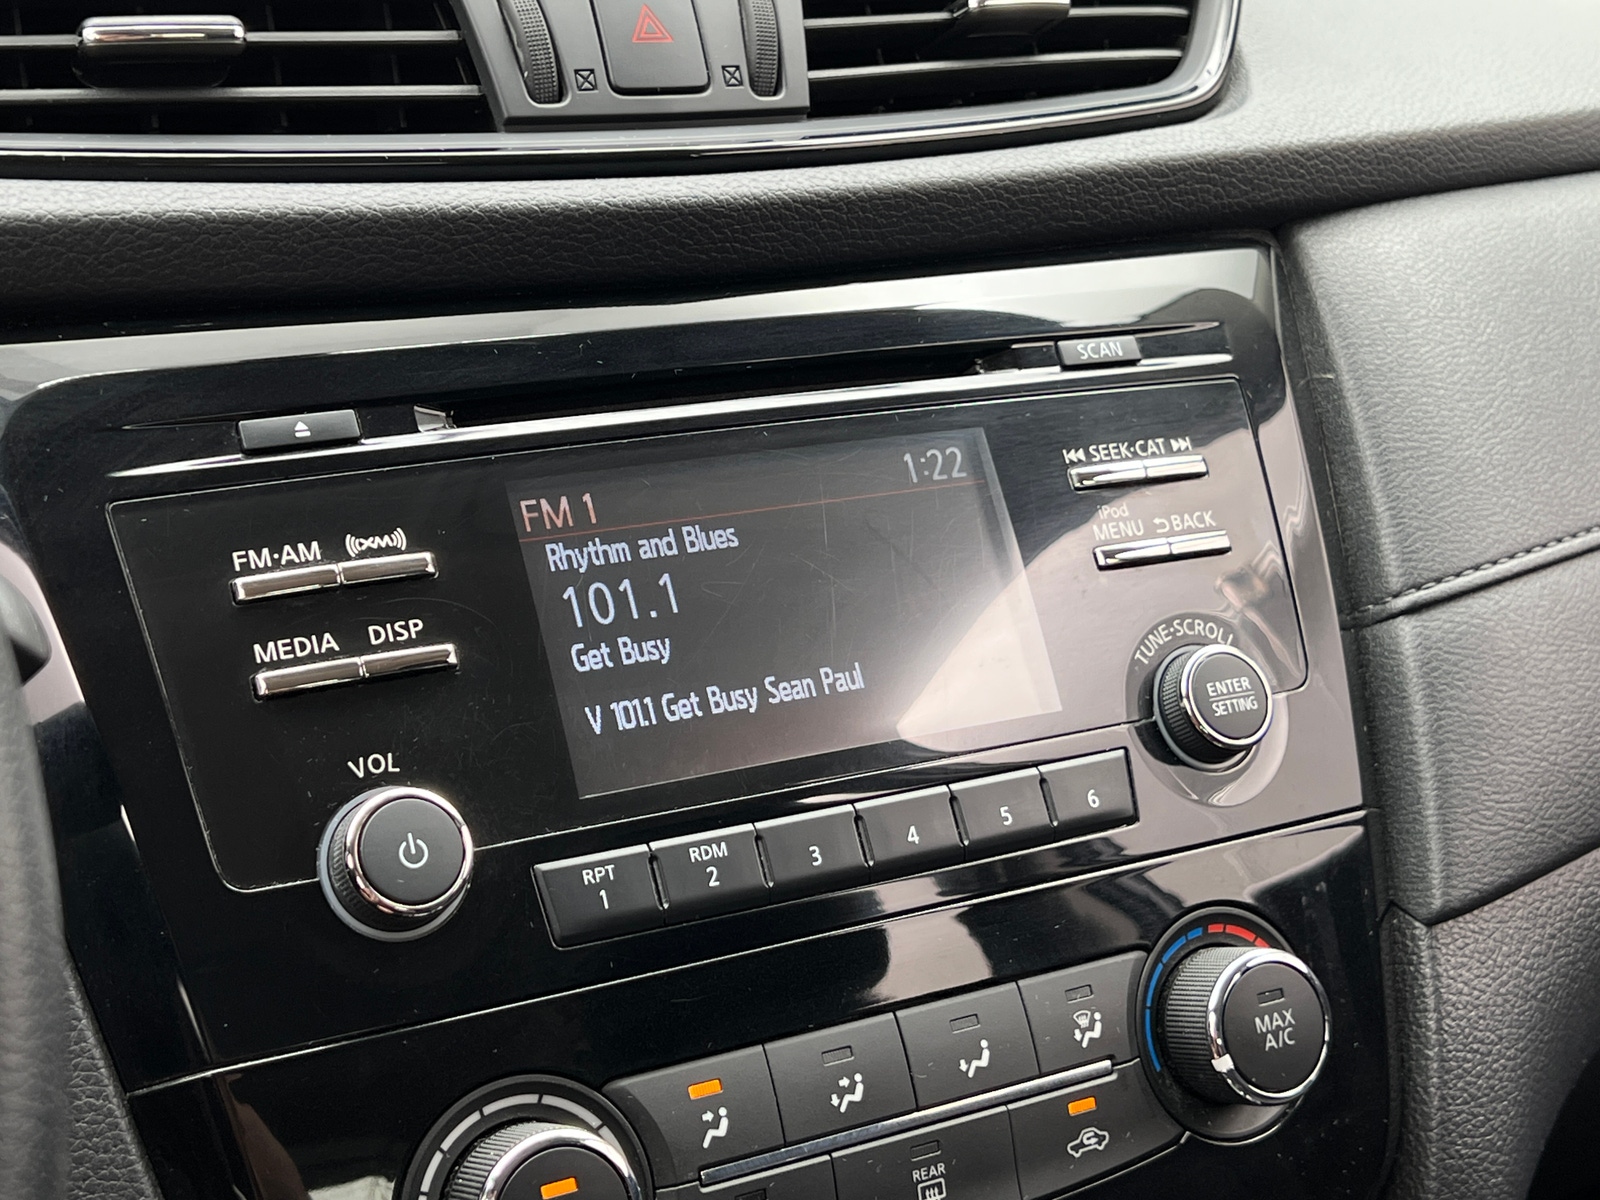 SCAN
1:22
FM 1
Rhythm and Blues
101.1
Get Busy
V 101.1 Get Busy Sean Paul
FM·AM
((XM))
MEDIA
DISP
VOL
SEEK·CAT
iPod
MENU
BACK
TUNE·SCROLL
ENTER
SETTING
RPT
1
RDM
2
3
4
5
6
MAX
A/C
REAR